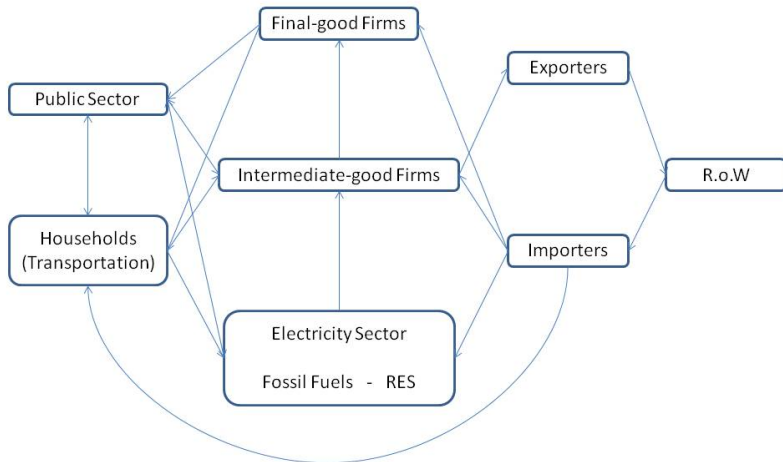 Final-good Firms
Exporters
Public Sector
Intermediate-good Firms
R.o.W
Households
(Transportation)
Importers
Electricity Sector
Fossil Fuels - RES